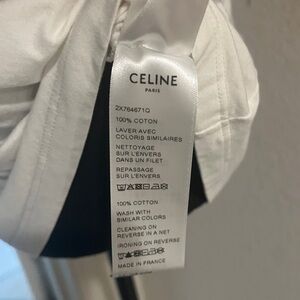 CELINE
PARIS
2X764671Q
100% COTON
LAVER AVEC
COLORIS SIMILAIRES
NETTOYAGE
SUR L'ENVERS
DANS UN FILET
REPASSAGE
SUR L'ENVERS
100% COTTON
WASH WITH
SIMILAR COLORS
CLEANING ON
REVERSE IN A NET
IRONING ON REVERSE
MADE IN FRANCE